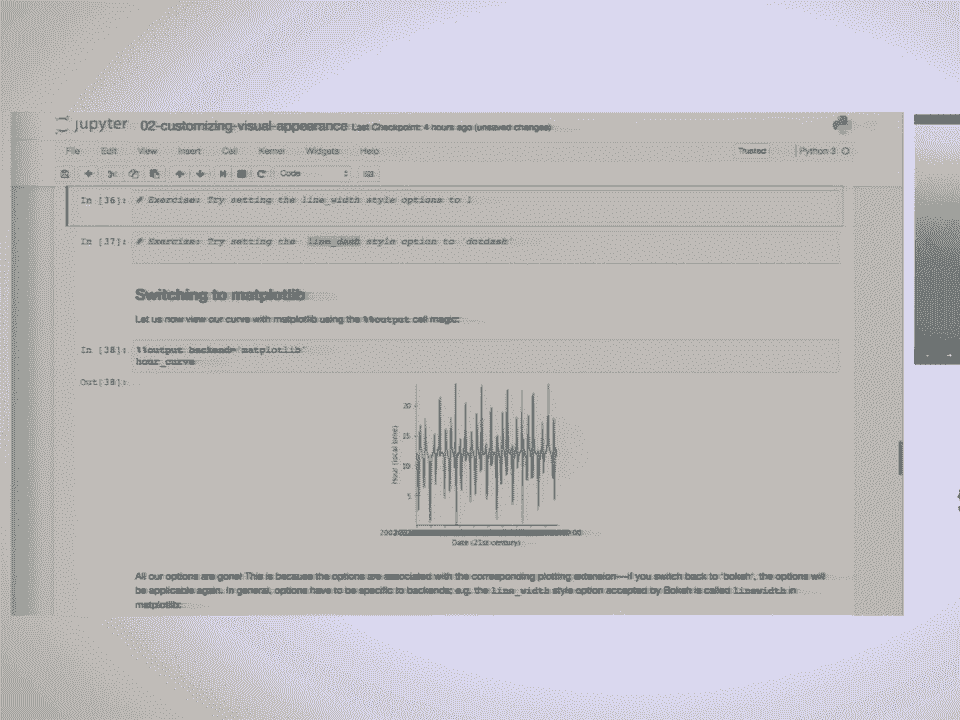 jupyter 02-customizing-visual-appearance Last Checkpoint: 4 hours ago (unsaved changes)
File Edit View Insert Cell Kernel Widgets Help Trusted Python 3
Code
In [36]: # Exercise: Try setting the line_width style options to 1
In [37]: # Exercise: Try setting the line_dash style option to 'dotdash'
Switching to matplotlib
Let us now view our curve with matplotlib using the %%output cell magic:
In [38]: %%output backend='matplotlib'
hour_curve
Out[38]:
20
15
10
5
Hour (local time)
Date (21st century)
All our options are gone! This is because the options are associated with the corresponding plotting extension—if you switch back to 'bokeh', the options will
be applicable again. In general, options have to be specific to backends; e.g. the line_width style option accepted by Bokeh is called linewidth in
matplotlib: